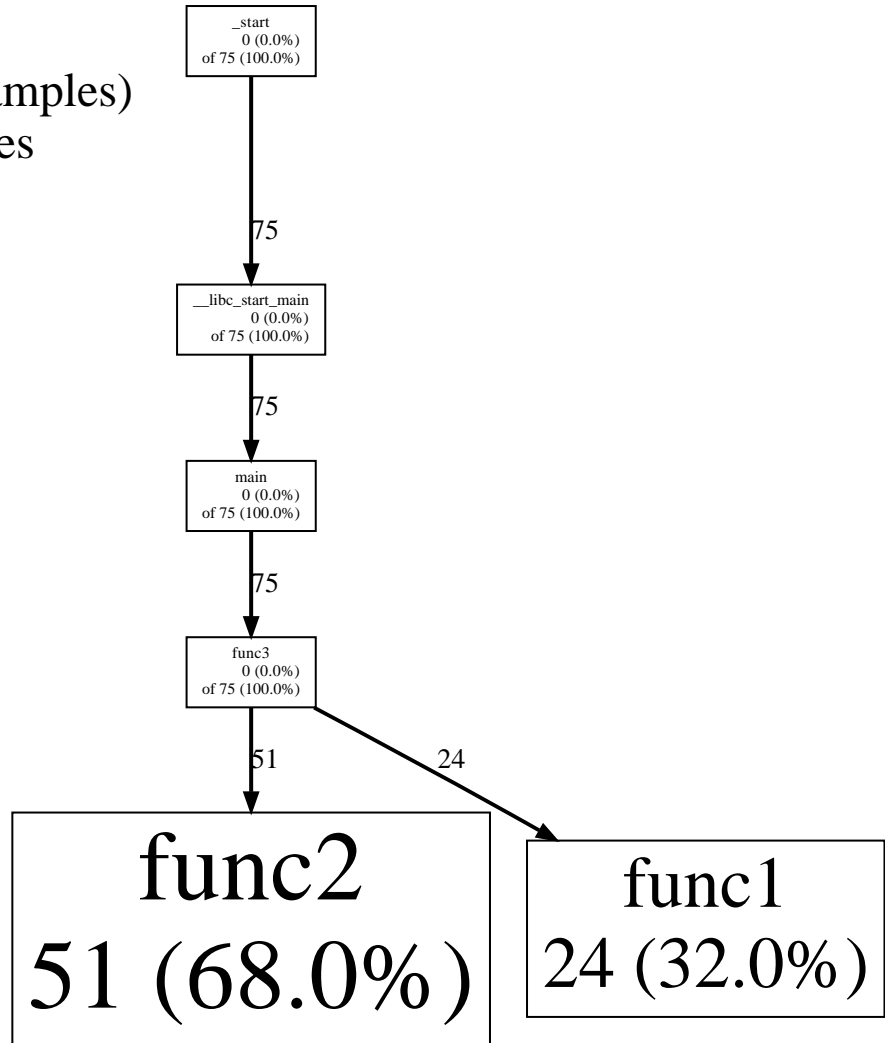 _start
0 (0.0%)
of 75 (100.0%)
75
__libc_start_main
0 (0.0%)
of 75 (100.0%)
75
main
0 (0.0%)
of 75 (100.0%)
75
func3
0 (0.0%)
of 75 (100.0%)
51
24
func2
51 (68.0%)
func1
24 (32.0%)